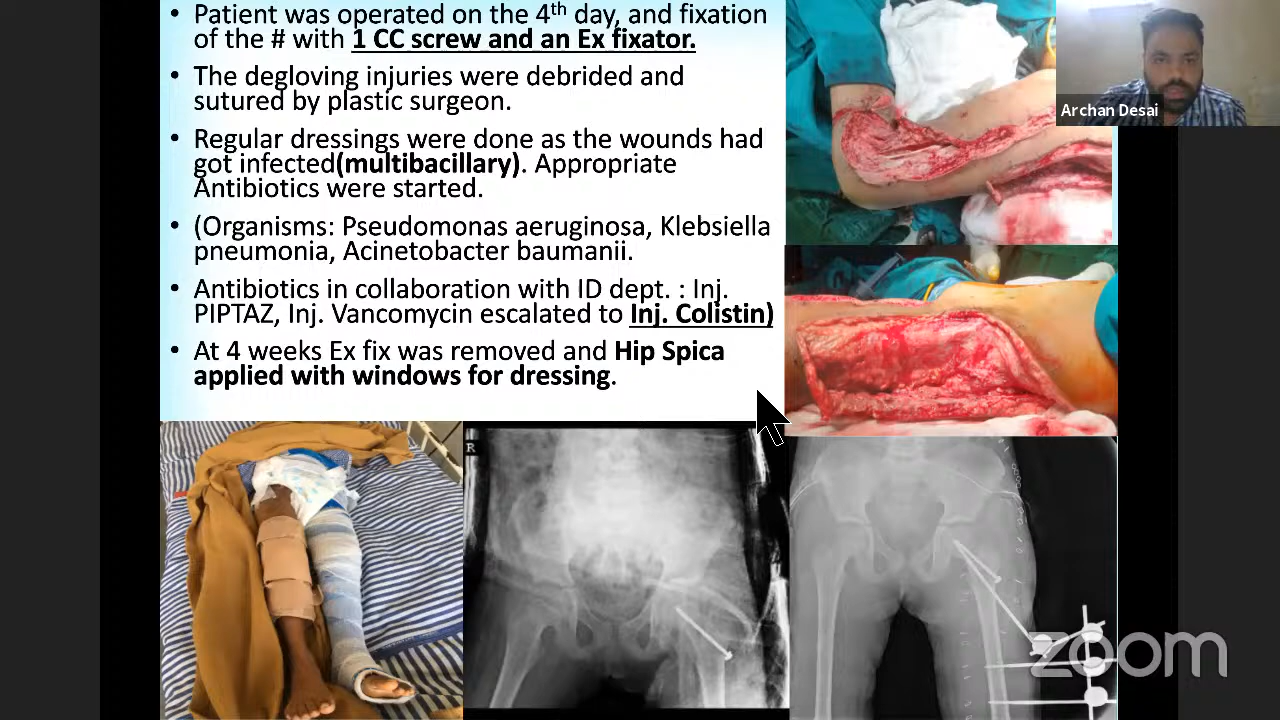 • Patient was operated on the 4th day, and fixation
of the # with 1 CC screw and an Ex fixator.
• The degloving injuries were debrided and
sutured by plastic surgeon.
• Regular dressings were done as the wounds had
got infected(multibacillary). Appropriate
Antibiotics were started.
• (Organisms: Pseudomonas aeruginosa, Klebsiella
pneumonia, Acinetobacter baumanii.
• Antibiotics in collaboration with ID dept. : Inj.
PIPTAZ, Inj. Vancomycin escalated to Inj. Colistin)
• At 4 weeks Ex fix was removed and Hip Spica
applied with windows for dressing.
Archan Desai
R
zoom